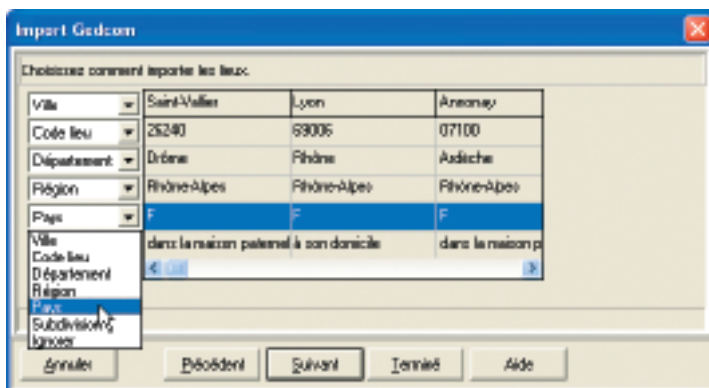 Import Gedcom
Choisissez comment importer les lieux.
Ville Saint-Vallier Lyon Annonay
Code lieu 26240 69006 07100
Département Drôme Rhône Ardèche
Région Rhône-Alpes Rhône-Alpes Rhône-Alpes
Pays F F F
dans la maison paternel à son domicile dans la maison p
Ville
Code lieu
Département
Région
Pays
Subdivision
Ignorer
Annuler Précédent Suivant Terminé Aide